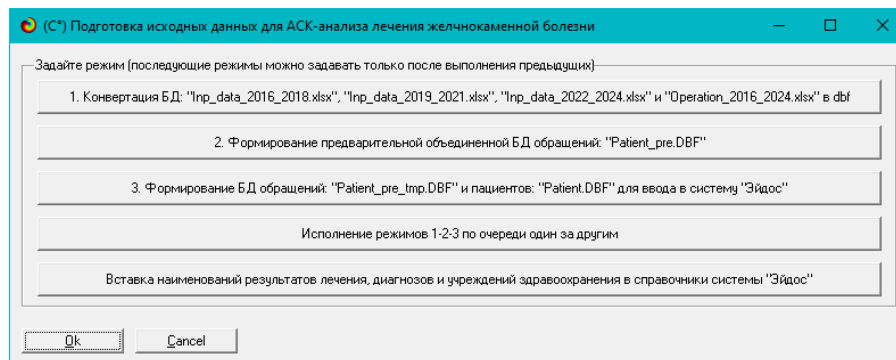 (C°) Подготовка исходных данных для АСК-анализа лечения желчнокаменной болезни
Задайте режим (последующие режимы можно задавать только после выполнения предыдущих)
1. Конвертация БД: "Inp_data_2016_2018.xlsx", "Inp_data_2019_2021.xlsx", "Inp_data_2022_2024.xlsx" и "Operation_2016_2024.xlsx" в dbf
2. Формирование предварительной объединенной БД обращений: "Patient_pre.DBF"
3. Формирование БД обращений: "Patient_pre_tmp.DBF" и пациентов: "Patient.DBF" для ввода в систему "Эйдос"
Исполнение режимов 1-2-3 по очереди один за другим
Вставка наименований результатов лечения, диагнозов и учреждений здравоохранения в справочники системы "Эйдос"
Ok Cancel